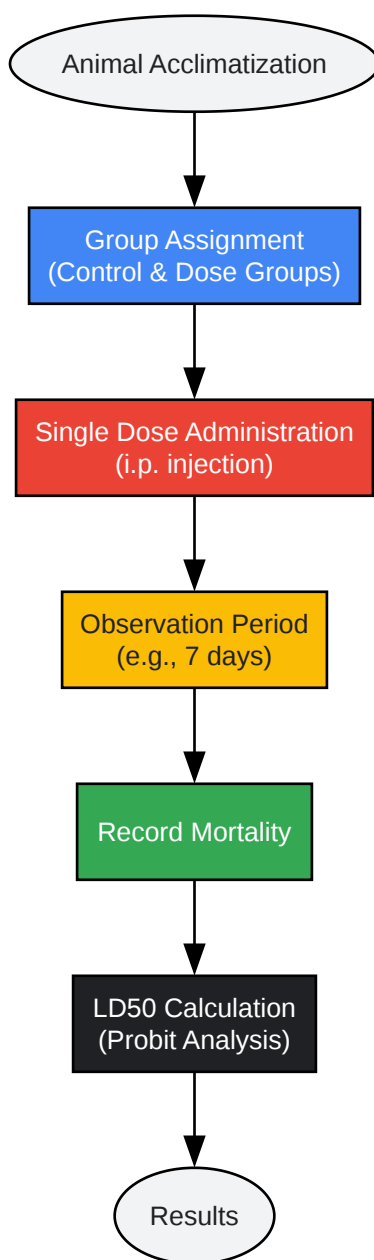 Animal Acclimatization
Group Assignment
(Control & Dose Groups)
Single Dose Administration
(i.p. injection)
Observation Period
(e.g., 7 days)
Record Mortality
LD50 Calculation
(Probit Analysis)
Results